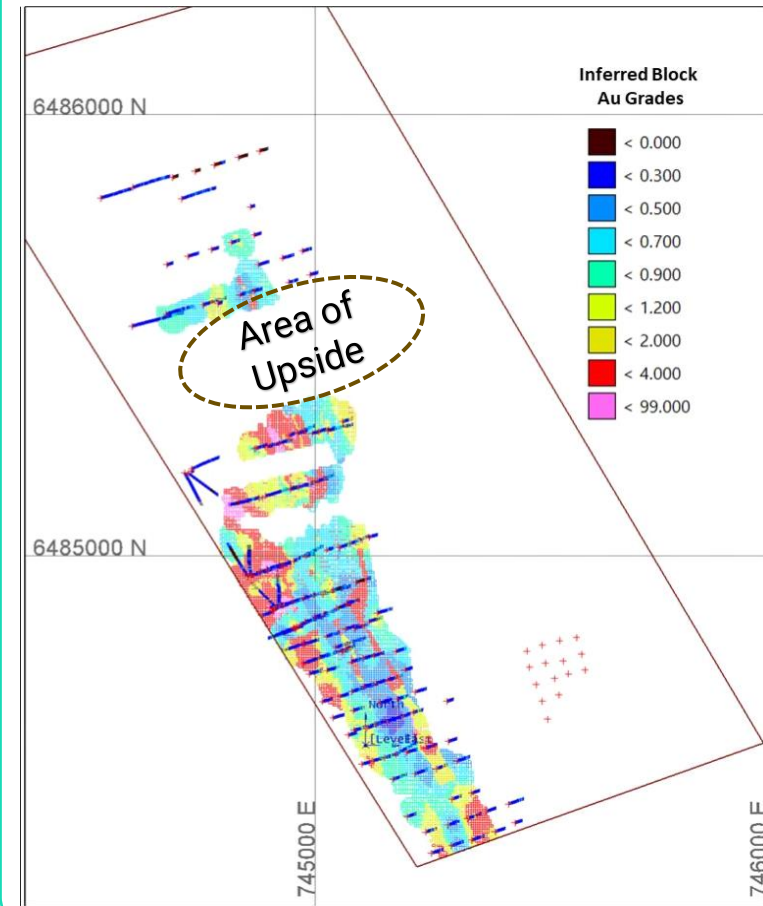 Inferred Block
Au Grades
6486000 N
< 0.000
< 0.300
< 0.500
< 0.700
< 0.900
< 1.200
< 2.000
< 4.000
< 99.000
Area of
Upside
6485000 N
North
745000 E
746000 E